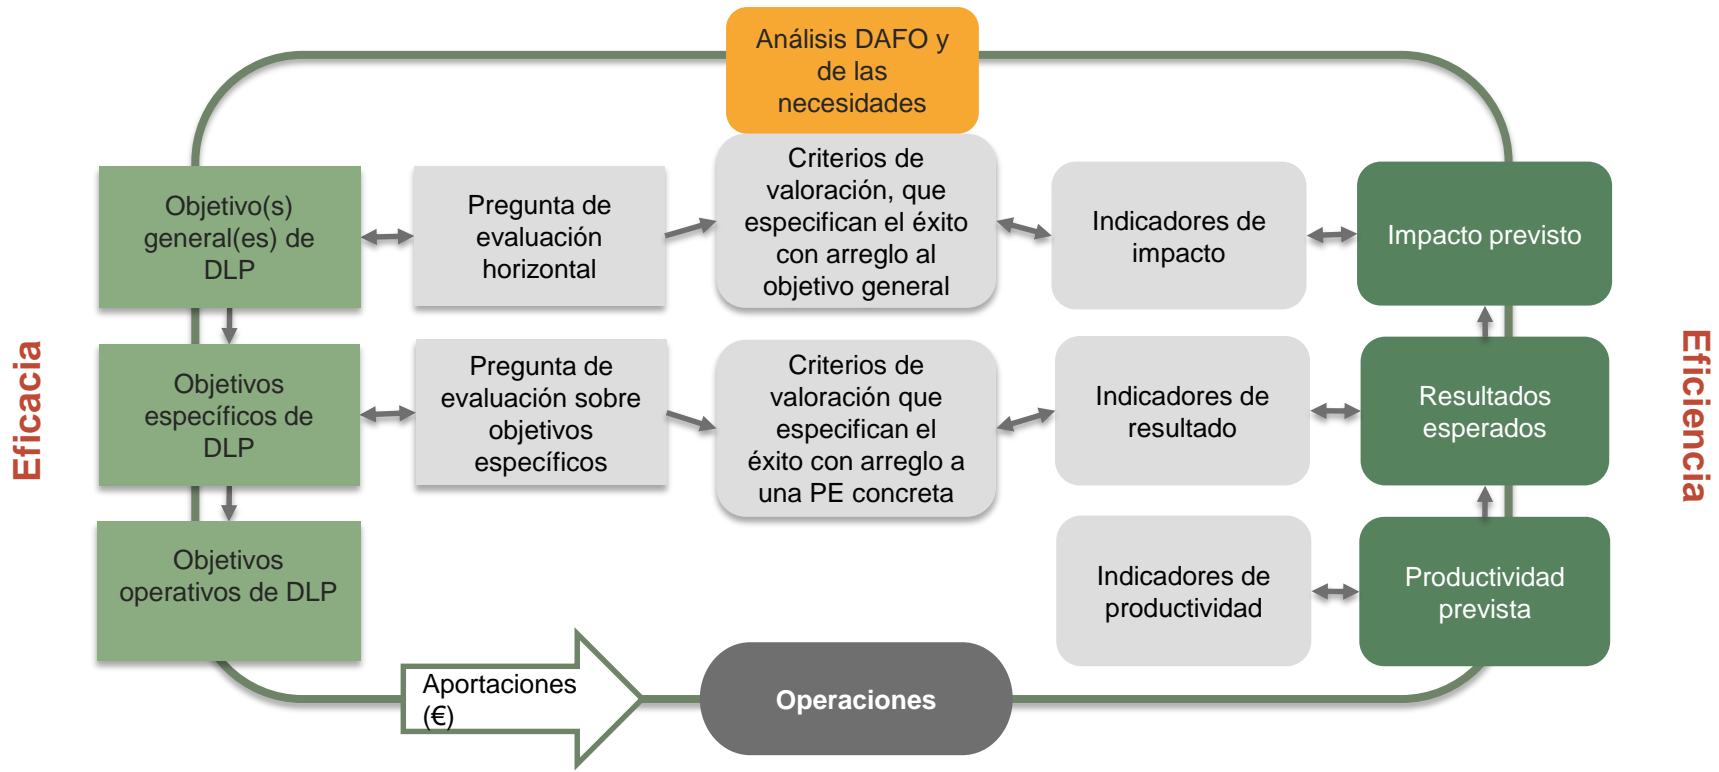 Análisis DAFO y
de las
necesidades
Objetivo(s)
general(es) de
DLP
Pregunta de
evaluación
horizontal
Criterios de
valoración, que
especifican el éxito
con arreglo al
objetivo general
Indicadores de
impacto
Impacto previsto
Eficacia
Objetivos
específicos de
DLP
Pregunta de
evaluación sobre
objetivos
específicos
Criterios de
valoración que
especifican el
éxito con arreglo a
una PE concreta
Indicadores de
resultado
Resultados
esperados
Eficiencia
Objetivos
operativos de DLP
Indicadores de
productividad
Productividad
prevista
Aportaciones
(€)
Operaciones